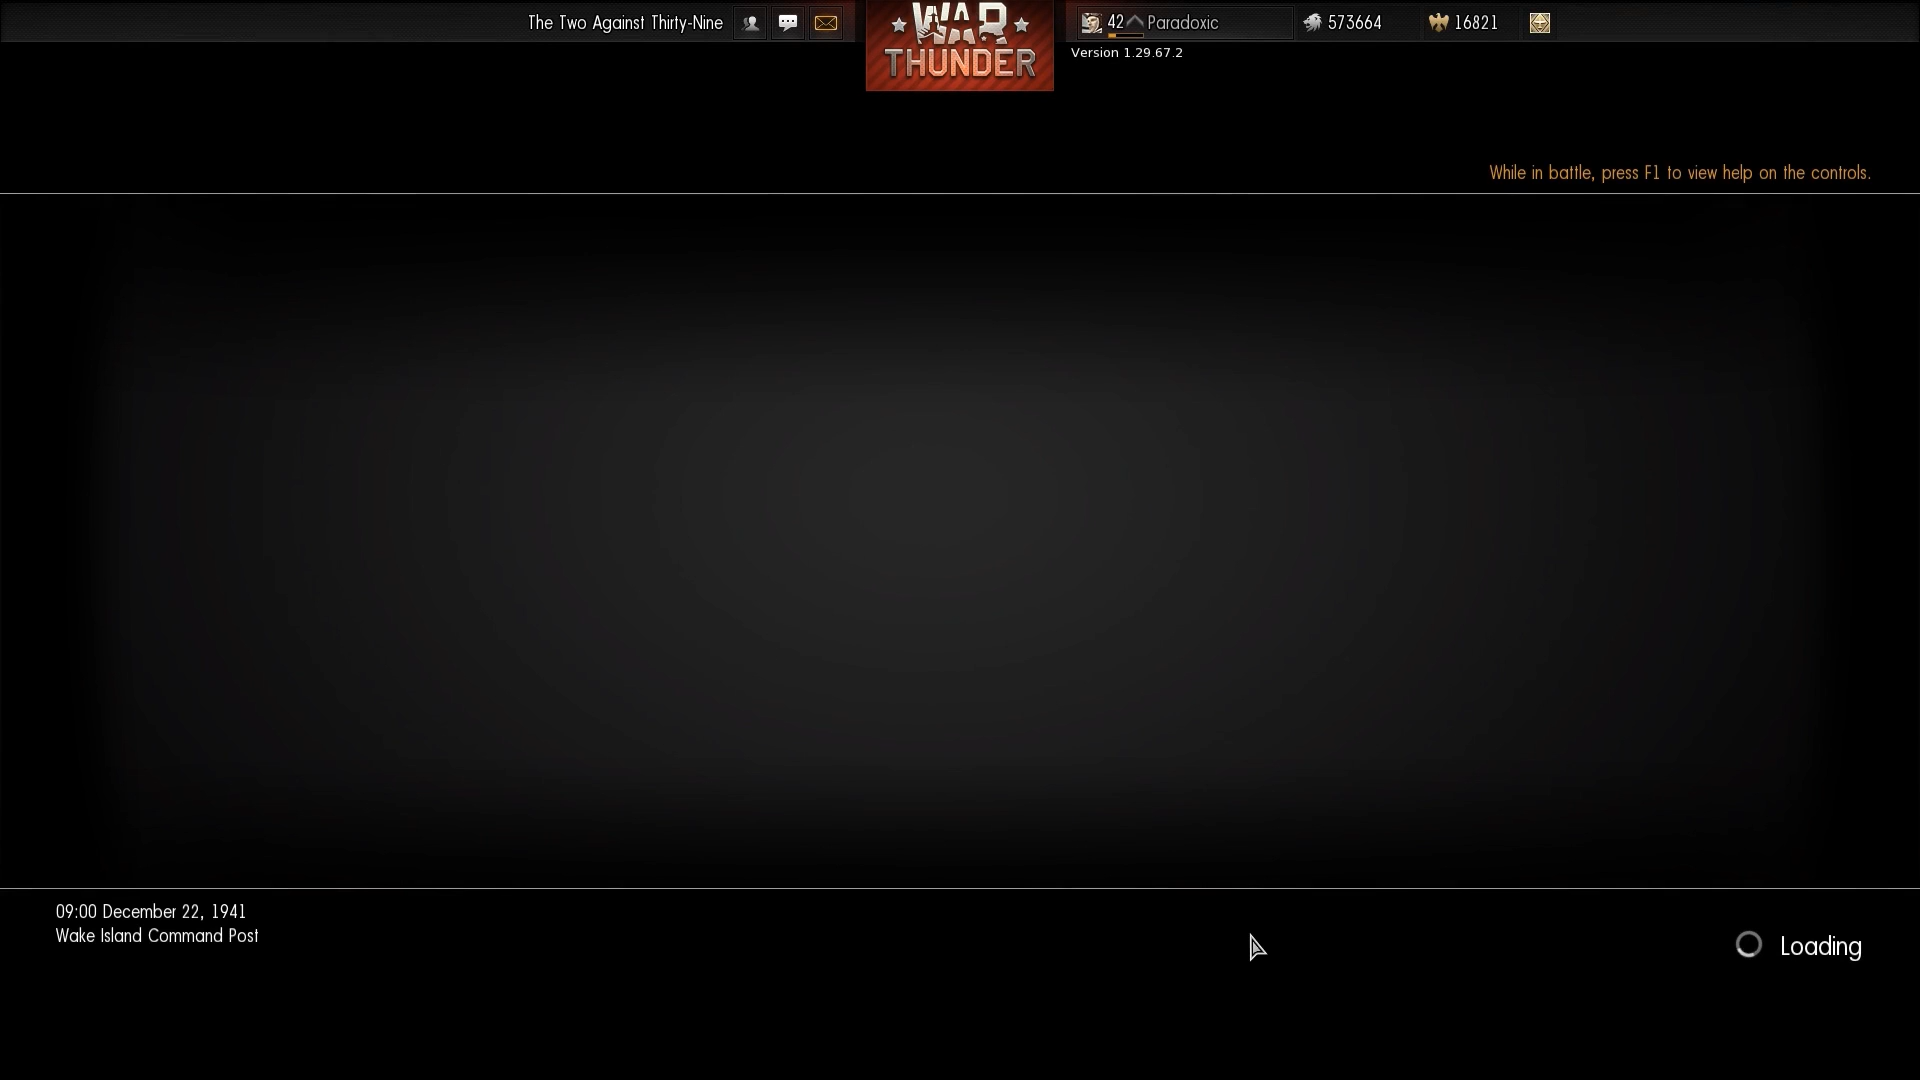 The Two Against Thirty-Nine
WAR THUNDER
42 Paradoxic 573664 16821
Version 1.29.67.2
While in battle, press F1 to view help on the controls.
09:00 December 22, 1941
Wake Island Command Post
Loading